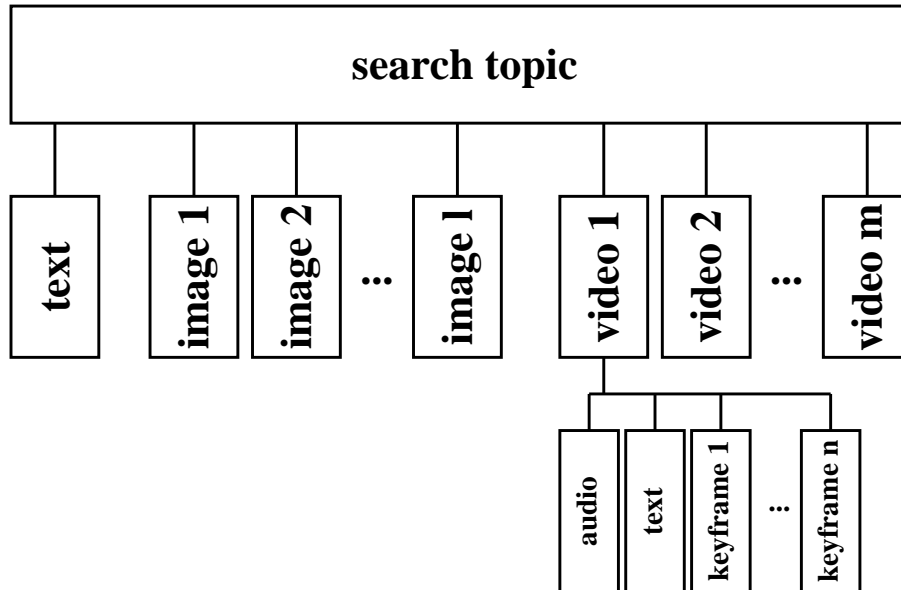 search topic
text
image 1
image 2
...
image l
video 1
video 2
...
video m
audio
text
keyframe 1
...
keyframe n